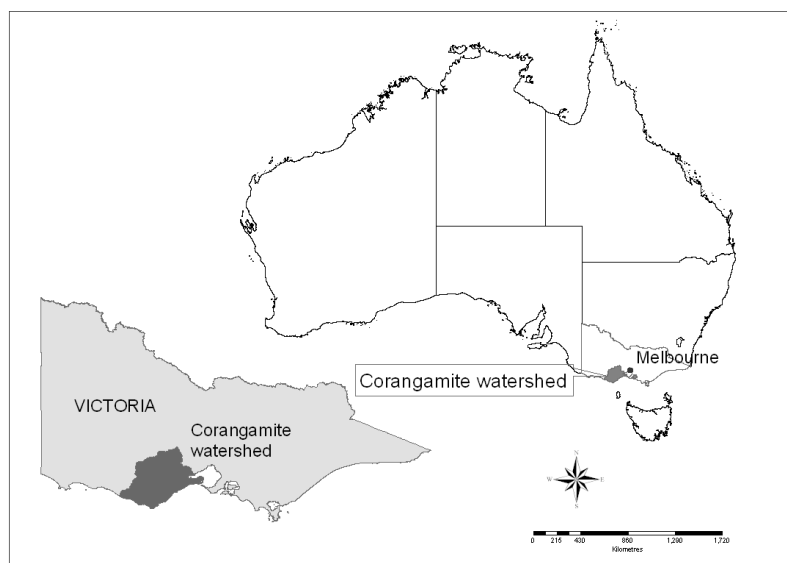 Melbourne
Corangamite watershed
VICTORIA
Corangamite
watershed
N
W E
S
0 215 430 860 1,290 1,720
Kilometres